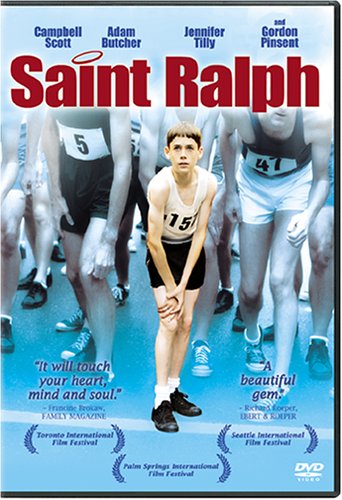 Campbell Scott
Adam Butcher
Jennifer Tilly
and Gordon Pinsent
Saint Ralph
5
15
41
"It will touch
your heart,
mind and soul."
- Francine Brokaw,
FAMILY MAGAZINE
A
beautiful
gem."
- Richard Roeper,
EBERT & ROEPER
Toronto International
Film Festival
Palm Springs International
Film Festival
Seattle International
Film Festival
DVD
VIDEO